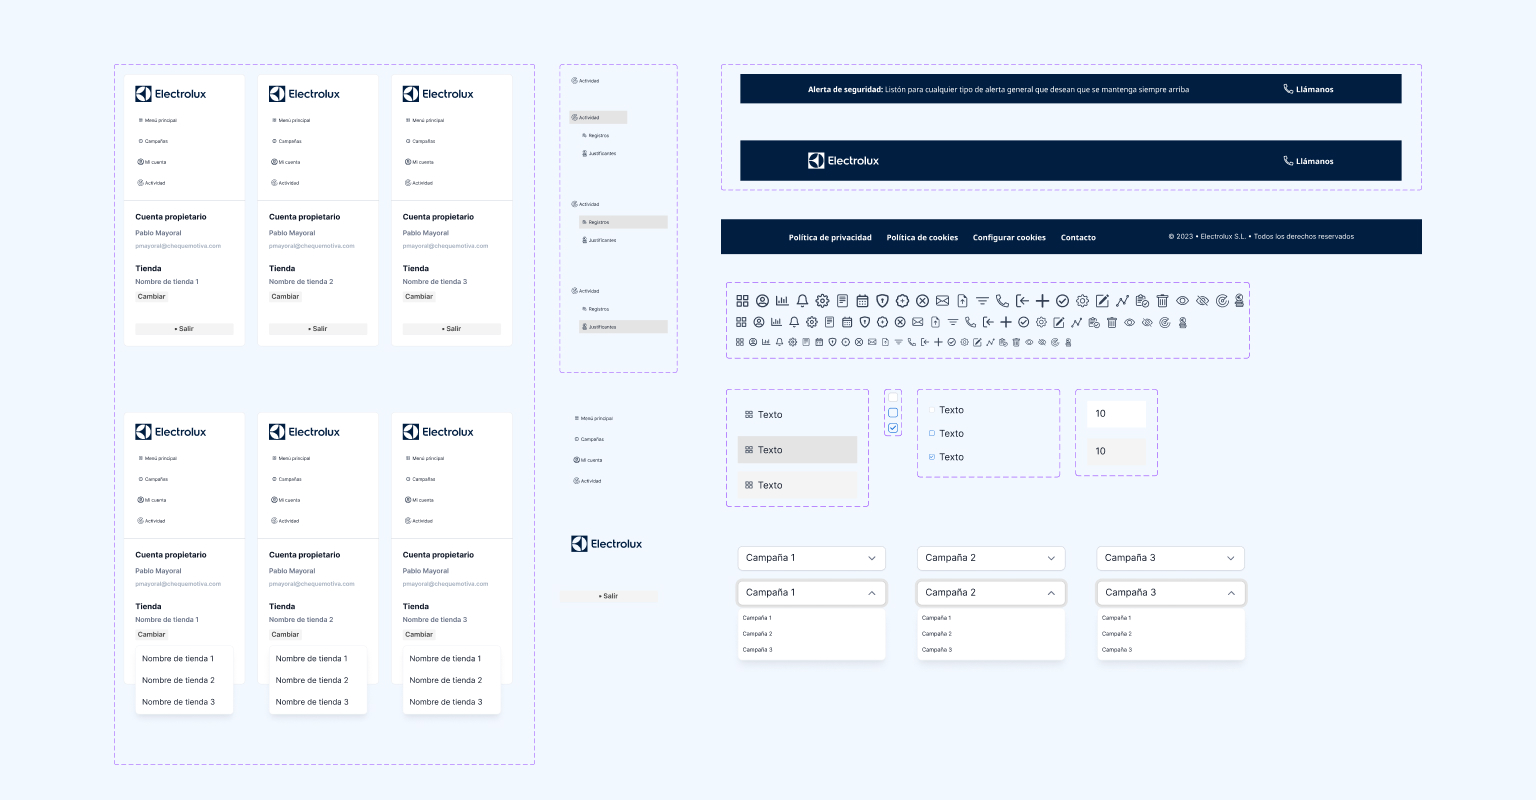 Electrolux
Menú principal
Campañas
Mi cuenta
Actividad
Cuenta propietario
Pablo Mayoral
pmayoral@chequemotiva.com
Tienda
Nombre de tienda 1
Cambiar
• Salir
Electrolux
Menú principal
Campañas
Mi cuenta
Actividad
Cuenta propietario
Pablo Mayoral
pmayoral@chequemotiva.com
Tienda
Nombre de tienda 2
Cambiar
• Salir
Electrolux
Menú principal
Campañas
Mi cuenta
Actividad
Cuenta propietario
Pablo Mayoral
pmayoral@chequemotiva.com
Tienda
Nombre de tienda 3
Cambiar
• Salir
Electrolux
Menú principal
Campañas
Mi cuenta
Actividad
Cuenta propietario
Pablo Mayoral
pmayoral@chequemotiva.com
Tienda
Nombre de tienda 1
Cambiar
Nombre de tienda 1
Nombre de tienda 2
Nombre de tienda 3
Electrolux
Menú principal
Campañas
Mi cuenta
Actividad
Cuenta propietario
Pablo Mayoral
pmayoral@chequemotiva.com
Tienda
Nombre de tienda 2
Cambiar
Nombre de tienda 1
Nombre de tienda 2
Nombre de tienda 3
Electrolux
Menú principal
Campañas
Mi cuenta
Actividad
Cuenta propietario
Pablo Mayoral
pmayoral@chequemotiva.com
Tienda
Nombre de tienda 3
Cambiar
Nombre de tienda 1
Nombre de tienda 2
Nombre de tienda 3
Actividad
Actividad
Registros
Justificantes
Actividad
Registros
Justificantes
Actividad
Registros
Justificantes
Menú principal
Campañas
Mi cuenta
Actividad
Electrolux
• Salir
Alerta de seguridad: Listón para cualquier tipo de alerta general que desean que se mantenga siempre arriba
Llámanos
Electrolux
Llámanos
Política de privacidad
Política de cookies
Configurar cookies
Contacto
© 2023 • Electrolux S.L. • Todos los derechos reservados
Texto
Texto
Texto
Texto
Texto
Texto
10
10
Campaña 1
Campaña 2
Campaña 3
Campaña 1
Campaña 1
Campaña 2
Campaña 3
Campaña 2
Campaña 1
Campaña 2
Campaña 3
Campaña 3
Campaña 1
Campaña 2
Campaña 3